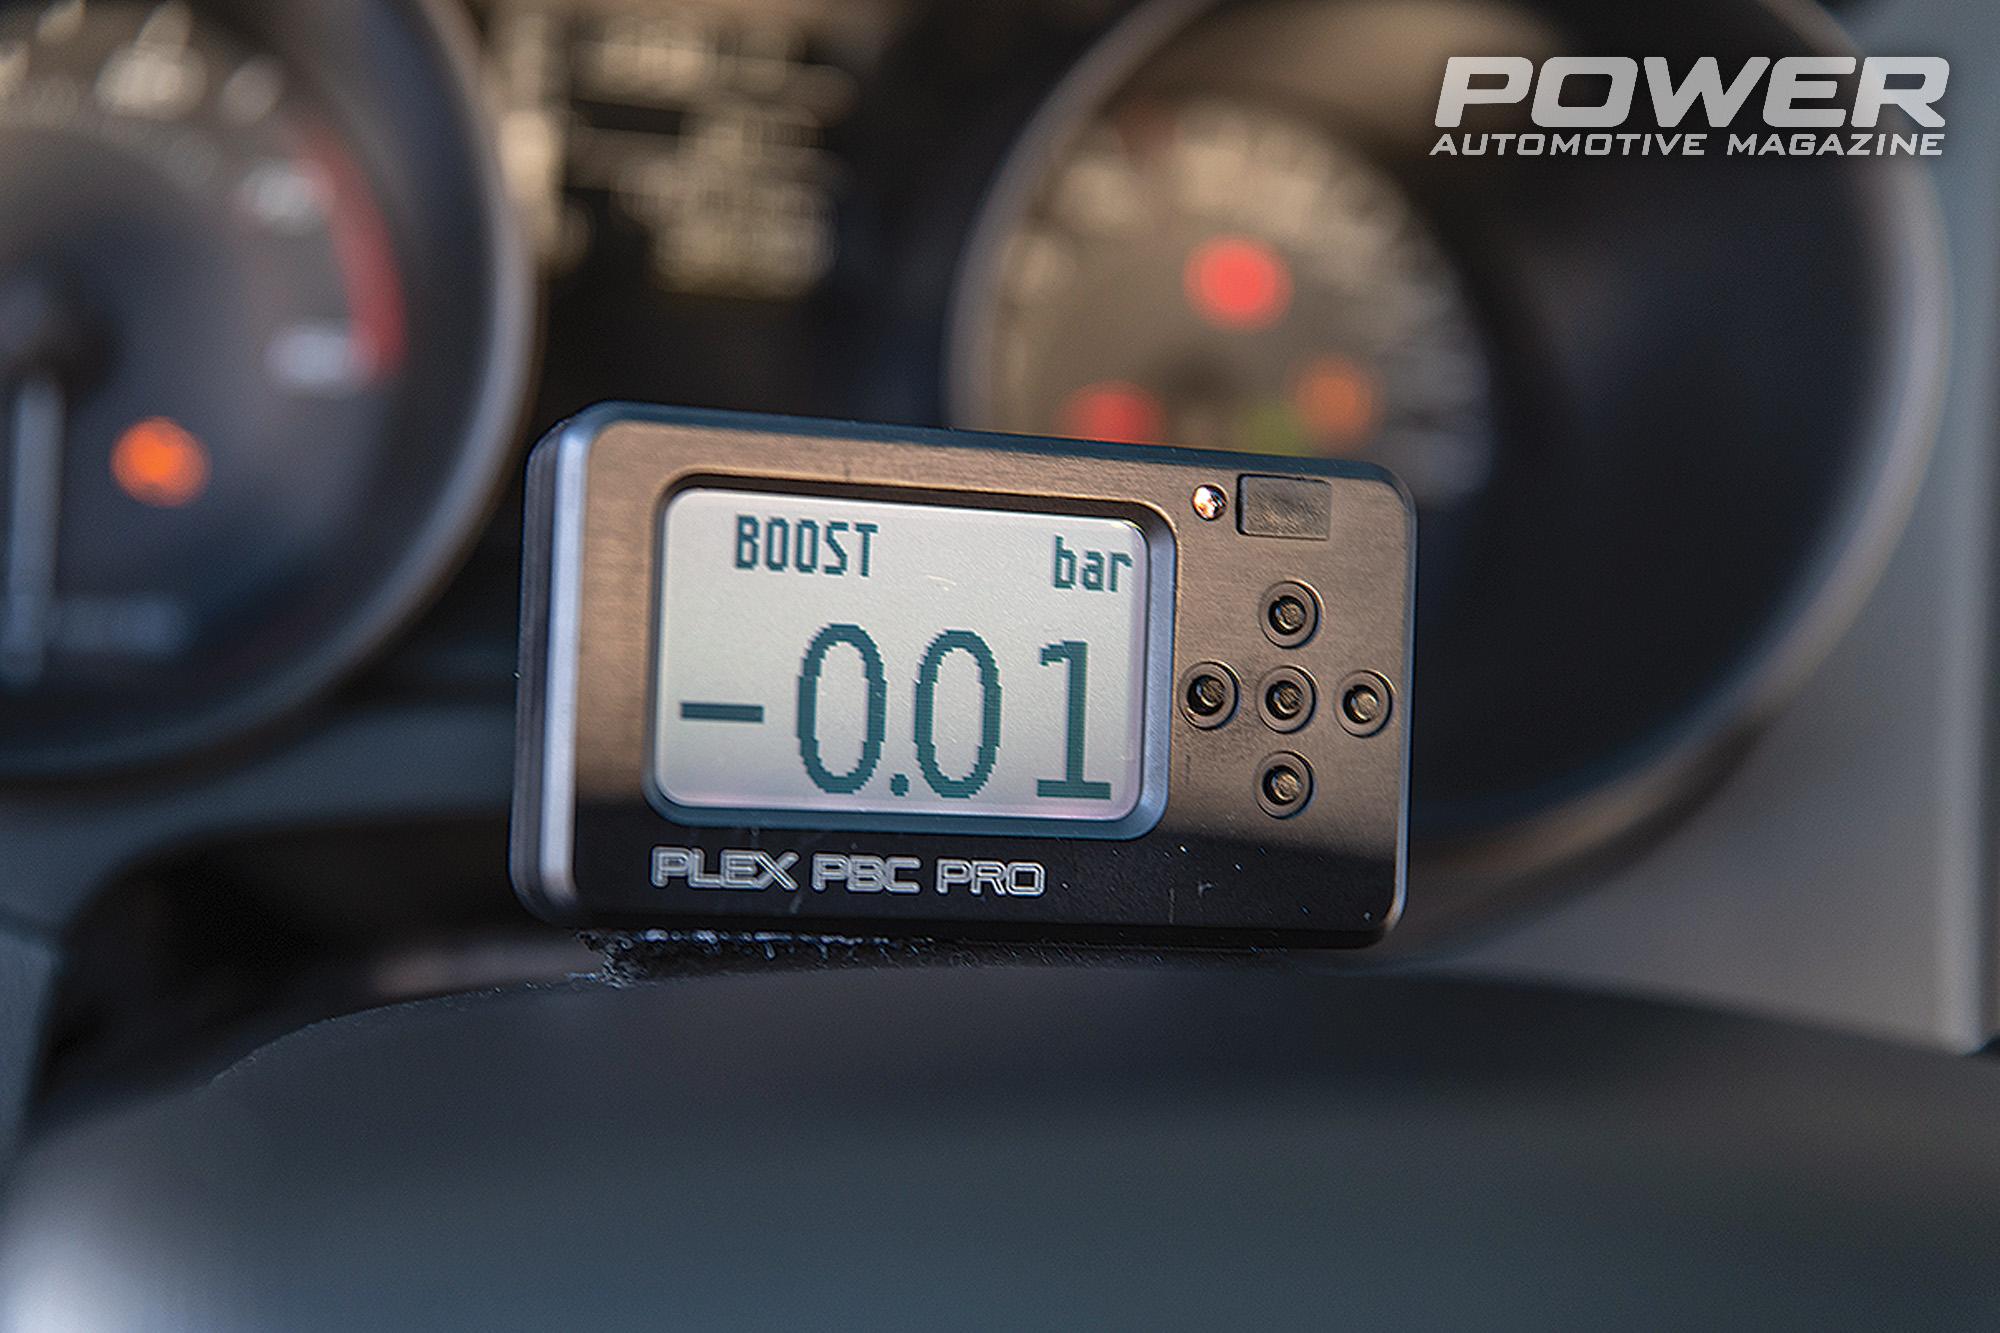 POWER
AUTOMOTIVE MAGAZINE
BOOST bar
-0.01
PLEX PBC PRO